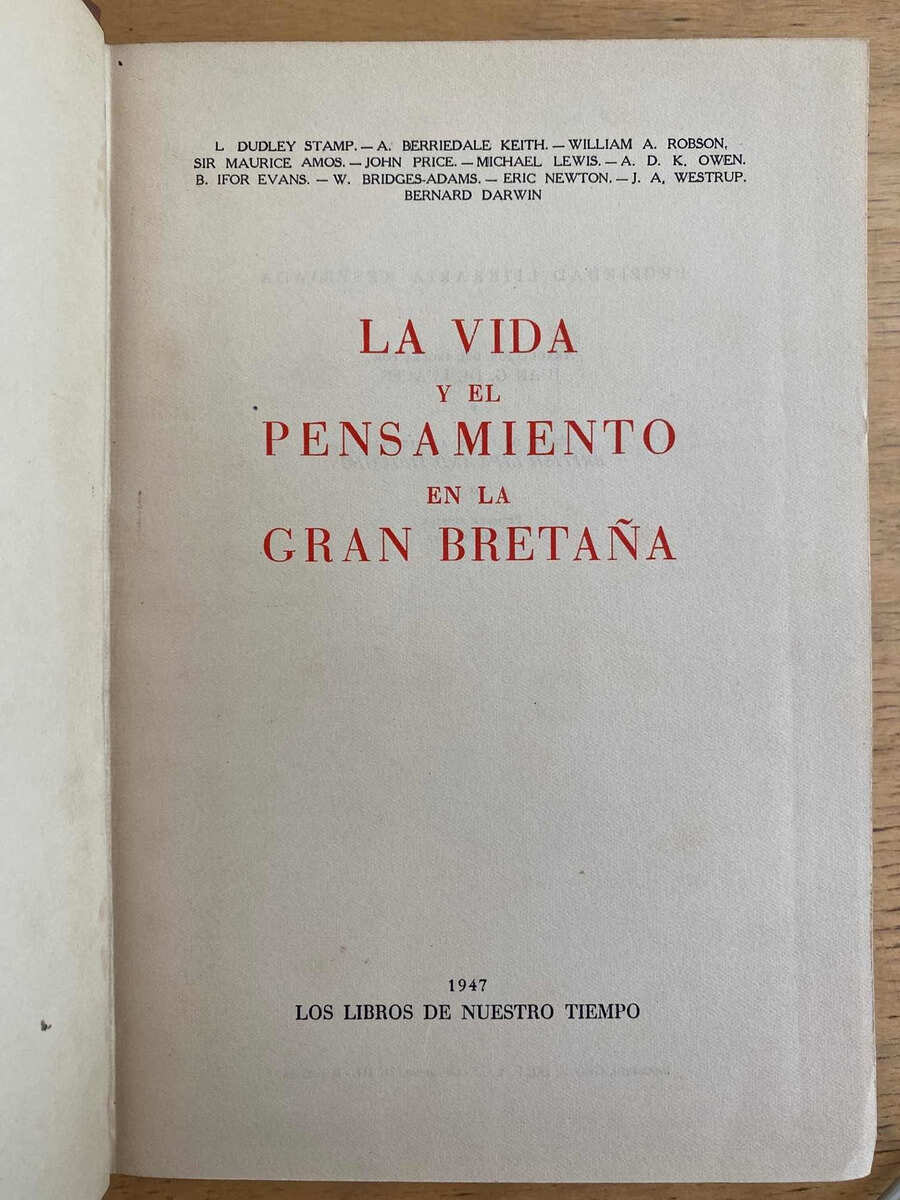 L DUDLEY STAMP. — A. BERRIEDALE KEITH. — WILLIAM A. ROBSON,
SIR MAURICE AMOS. — JOHN PRICE. — MICHAEL LEWIS. — A. D. K. OWEN.
B. IFOR EVANS. — W. BRIDGES-ADAMS. — ERIC NEWTON. — J. A, WESTRUP.
BERNARD DARWIN
LA VIDA
Y EL
PENSAMIENTO
EN LA
GRAN BRETAÑA
1947
LOS LIBROS DE NUESTRO TIEMPO